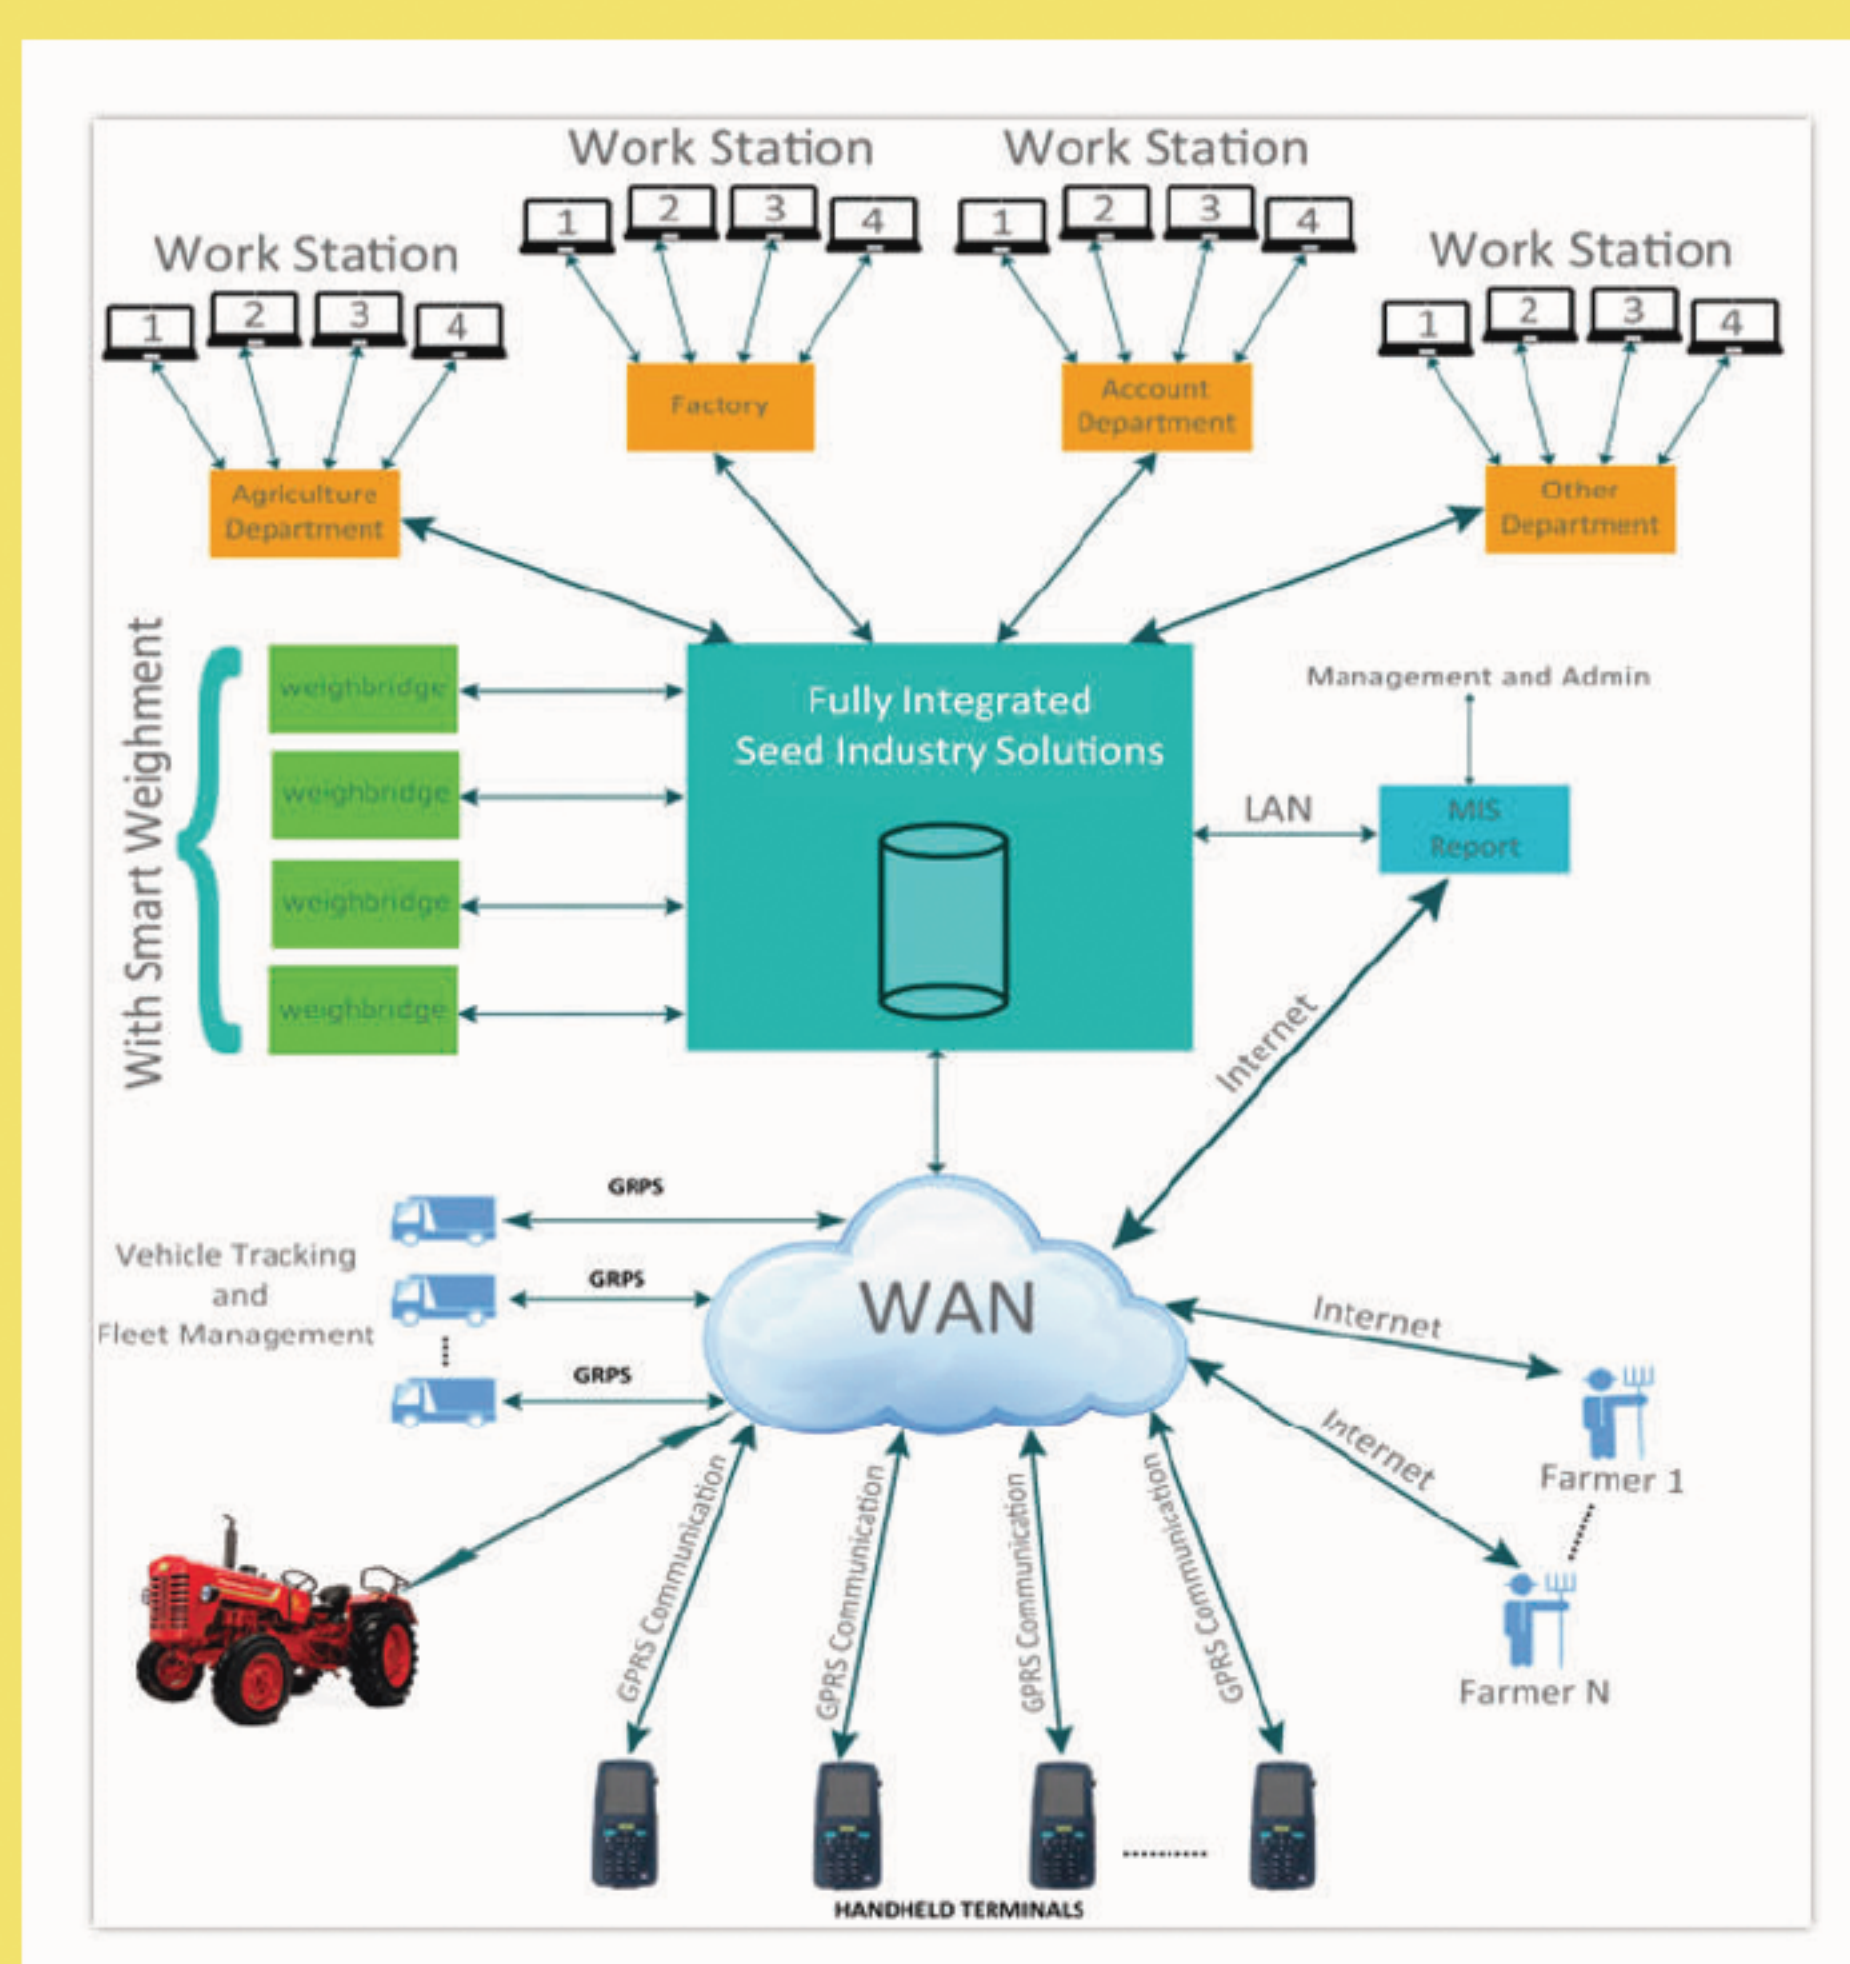 Work Station
1
2
3
4
Agriculture
Department
Work Station
1
2
3
4
Factory
Work Station
1
2
3
4
Account
Department
Work Station
1
2
3
4
Other
Department
With Smart Weighment
weighbridge
weighbridge
weighbridge
weighbridge
Fully Integrated
Seed Industry Solutions
Management and Admin
LAN
MIS
Report
Internet
Vehicle Tracking
and
Fleet Management
GRPS
GRPS
GRPS
WAN
Internet
Internet
Farmer 1
Farmer N
GPRS Communication
GPRS Communication
GPRS Communication
GPRS Communication
HANDHELD TERMINALS